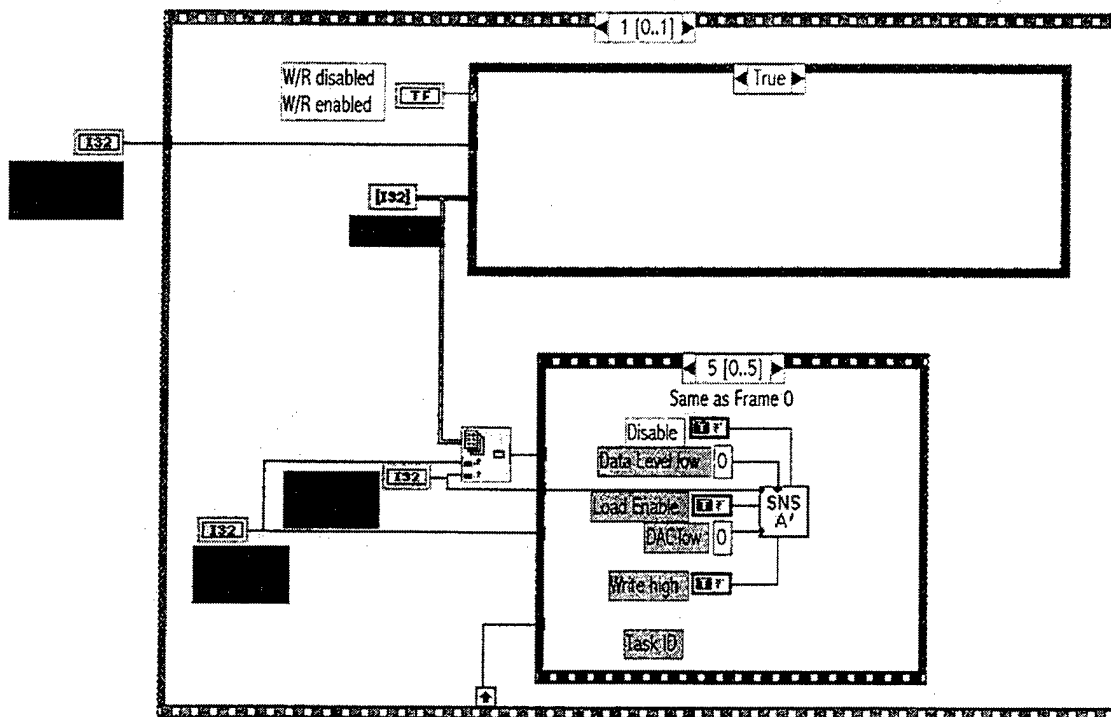 1 [0..1]
W/R disabled
W/R enabled
TF
True
I32
[I32]
5 [0..5]
Same as Frame 0
Disable
T F
Data Level low 0
I32
Load Enable
T F
SNS
A'
I32
DAC low 0
Write high
T F
Task ID